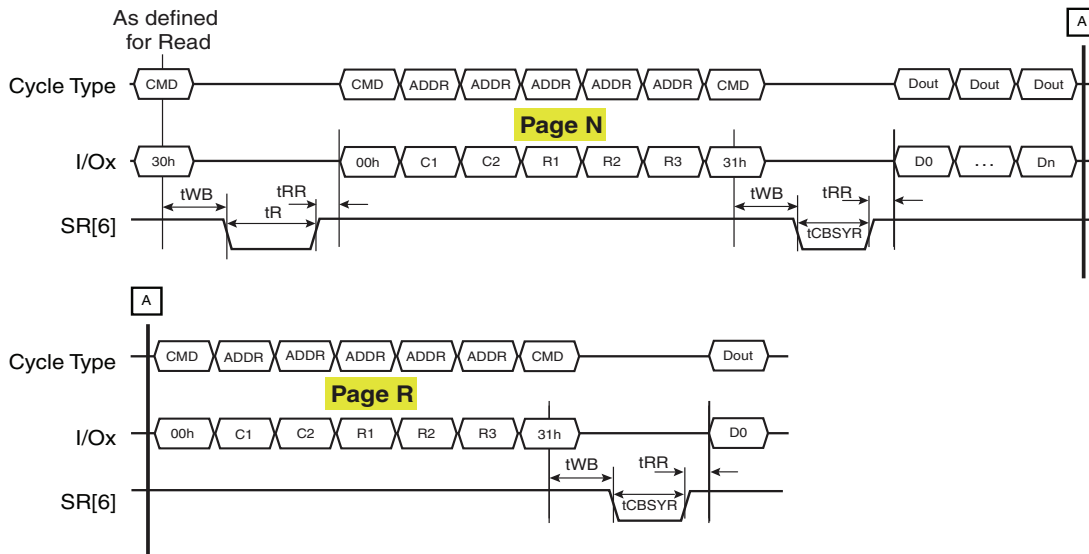 As defined
for Read
A
Cycle Type CMD CMD ADDR ADDR ADDR ADDR ADDR CMD Dout Dout Dout
Page N
I/Ox 30h 00h C1 C2 R1 R2 R3 31h D0 ... Dn
tWB tRR tWB tRR
tR tCBSYR
SR[6]
A
Cycle Type CMD ADDR ADDR ADDR ADDR ADDR CMD Dout
Page R
I/Ox 00h C1 C2 R1 R2 R3 31h D0
tWB tRR
tCBSYR
SR[6]